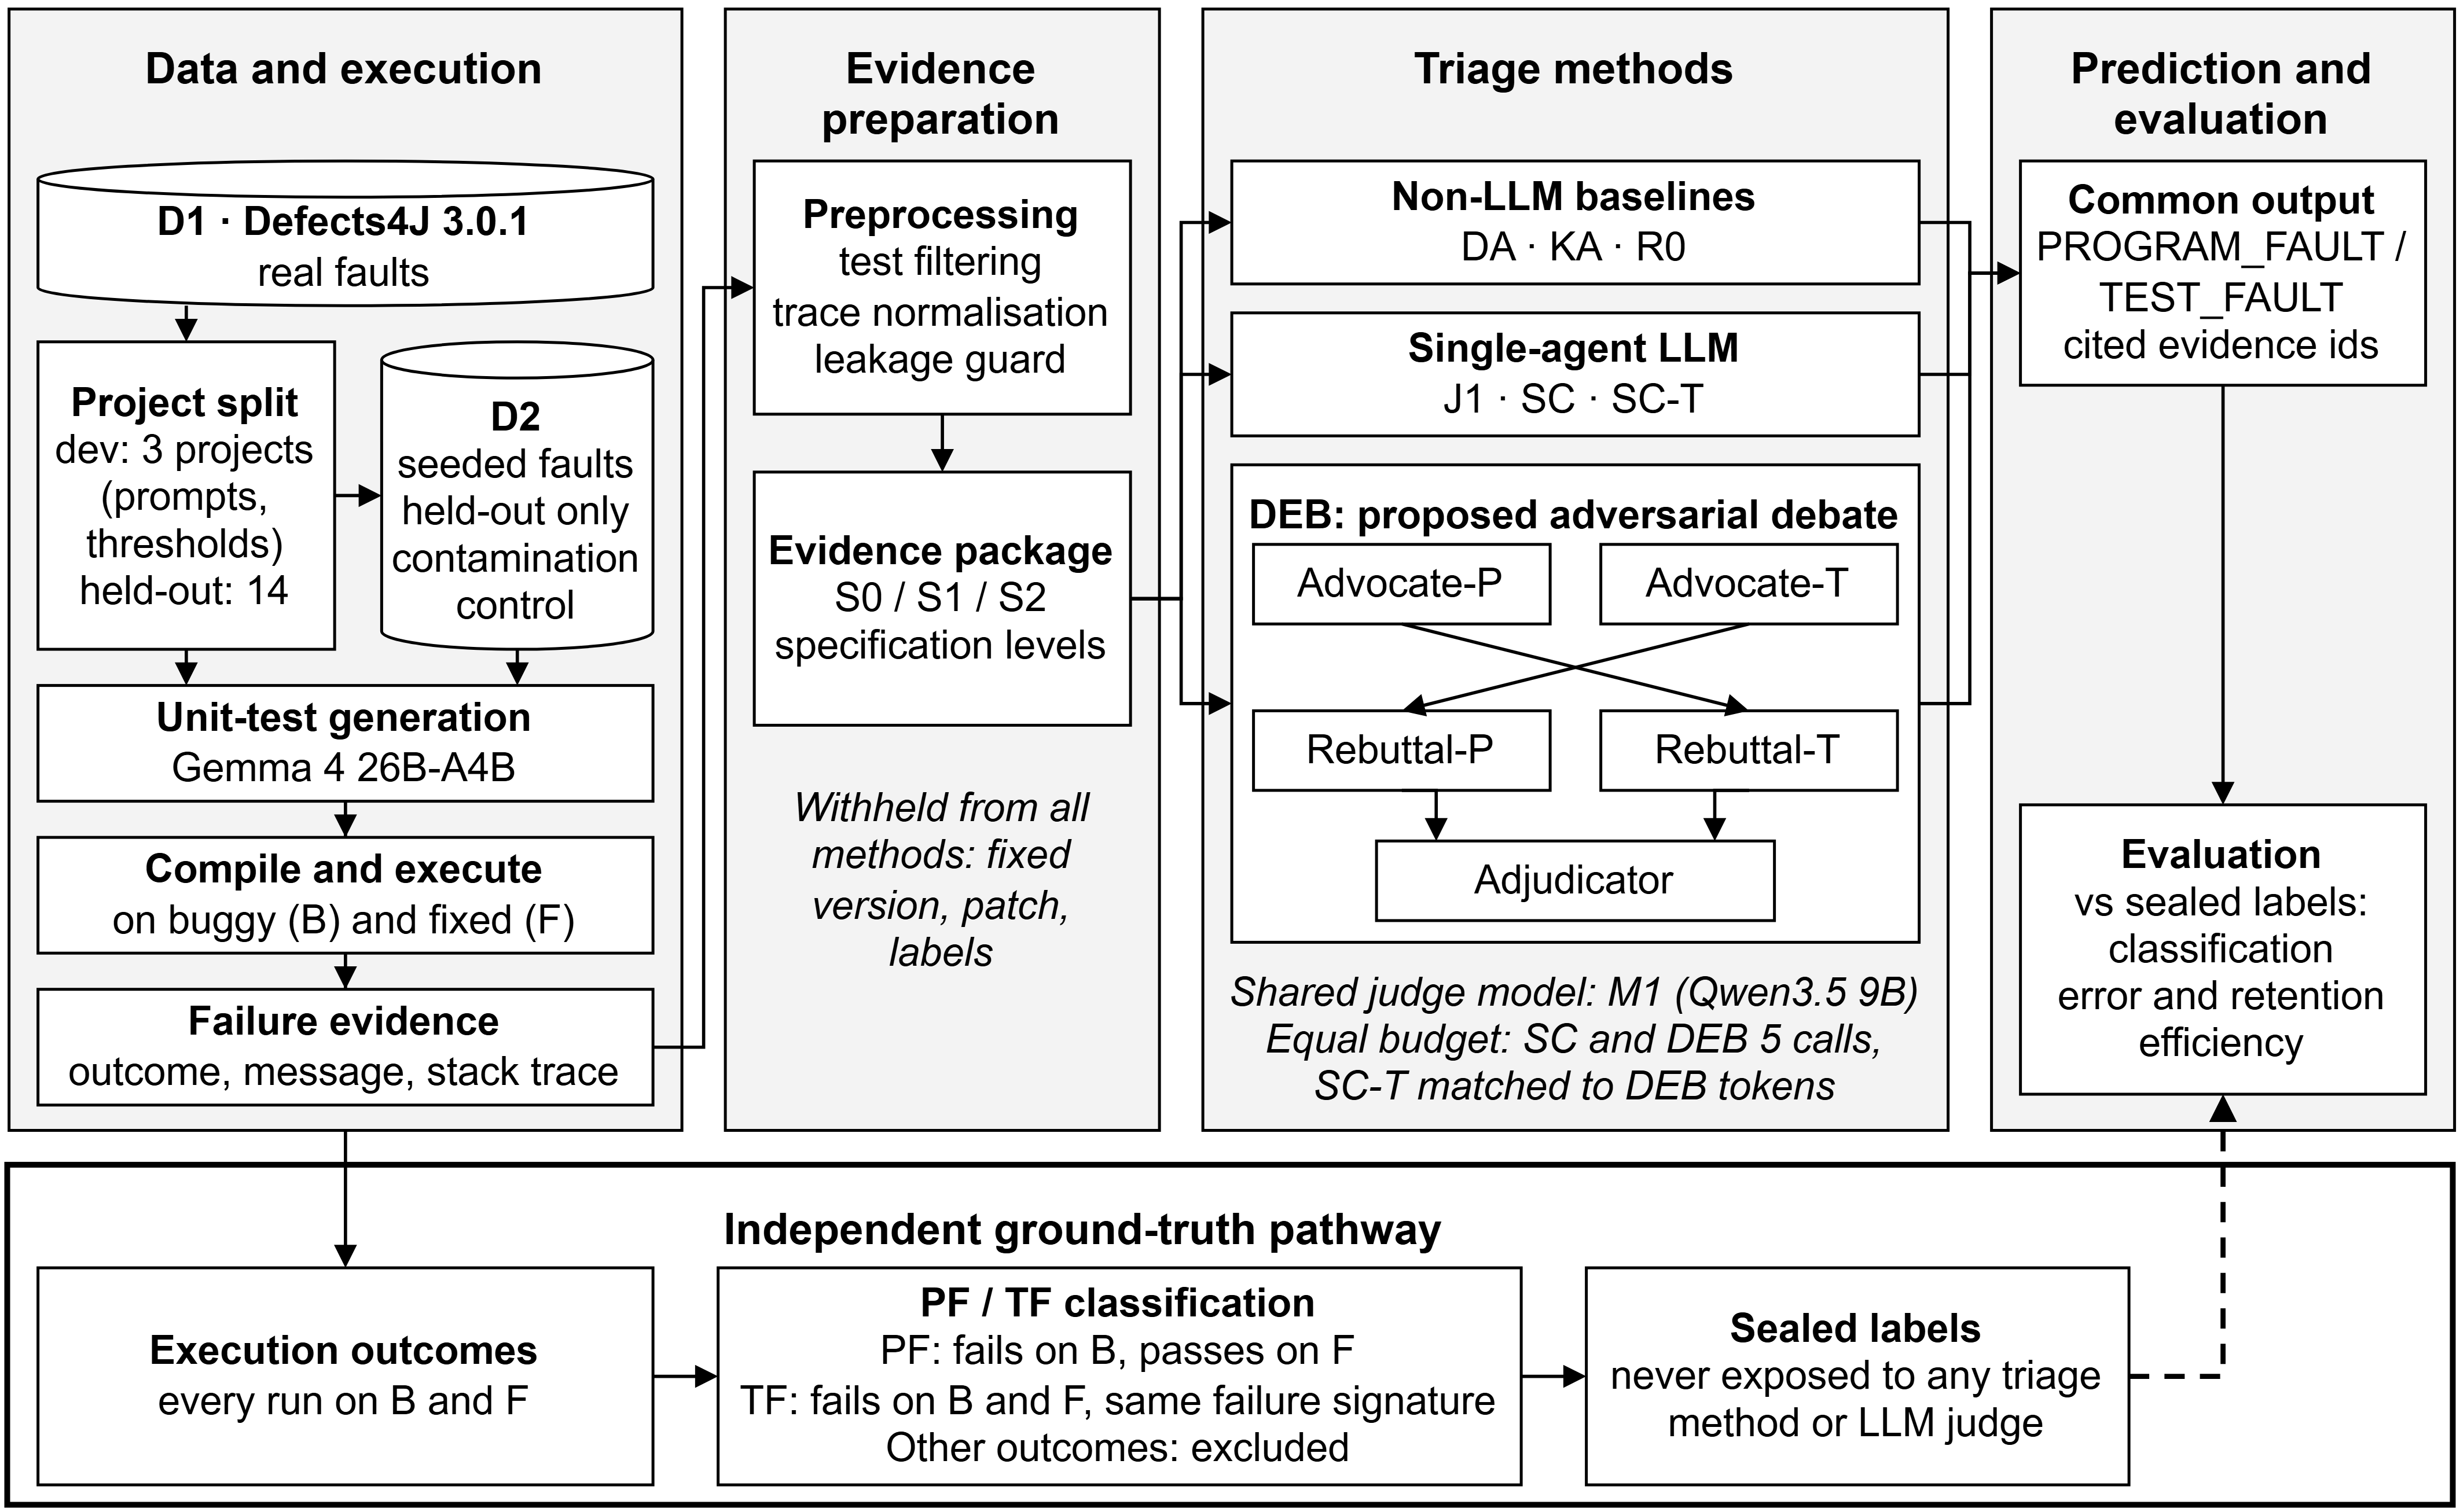 Data and execution
D1 · Defects4J 3.0.1
real faults
Project split
dev: 3 projects
(prompts,
thresholds)
held-out: 14
D2
seeded faults
held-out only
contamination
control
Unit-test generation
Gemma 4 26B-A4B
Compile and execute
on buggy (B) and fixed (F)
Failure evidence
outcome, message, stack trace
Evidence
preparation
Preprocessing
test filtering
trace normalisation
leakage guard
Evidence package
S0 / S1 / S2
specification levels
Withheld from all
methods: fixed
version, patch,
labels
Triage methods
Non-LLM baselines
DA · KA · R0
Single-agent LLM
J1 · SC · SC-T
DEB: proposed adversarial debate
Advocate-P
Advocate-T
Rebuttal-P
Rebuttal-T
Adjudicator
Shared judge model: M1 (Qwen3.5 9B)
Equal budget: SC and DEB 5 calls,
SC-T matched to DEB tokens
Prediction and
evaluation
Common output
PROGRAM_FAULT /
TEST_FAULT
cited evidence ids
Evaluation
vs sealed labels:
classification
error and retention
efficiency
Independent ground-truth pathway
Execution outcomes
every run on B and F
PF / TF classification
PF: fails on B, passes on F
TF: fails on B and F, same failure signature
Other outcomes: excluded
Sealed labels
never exposed to any triage
method or LLM judge